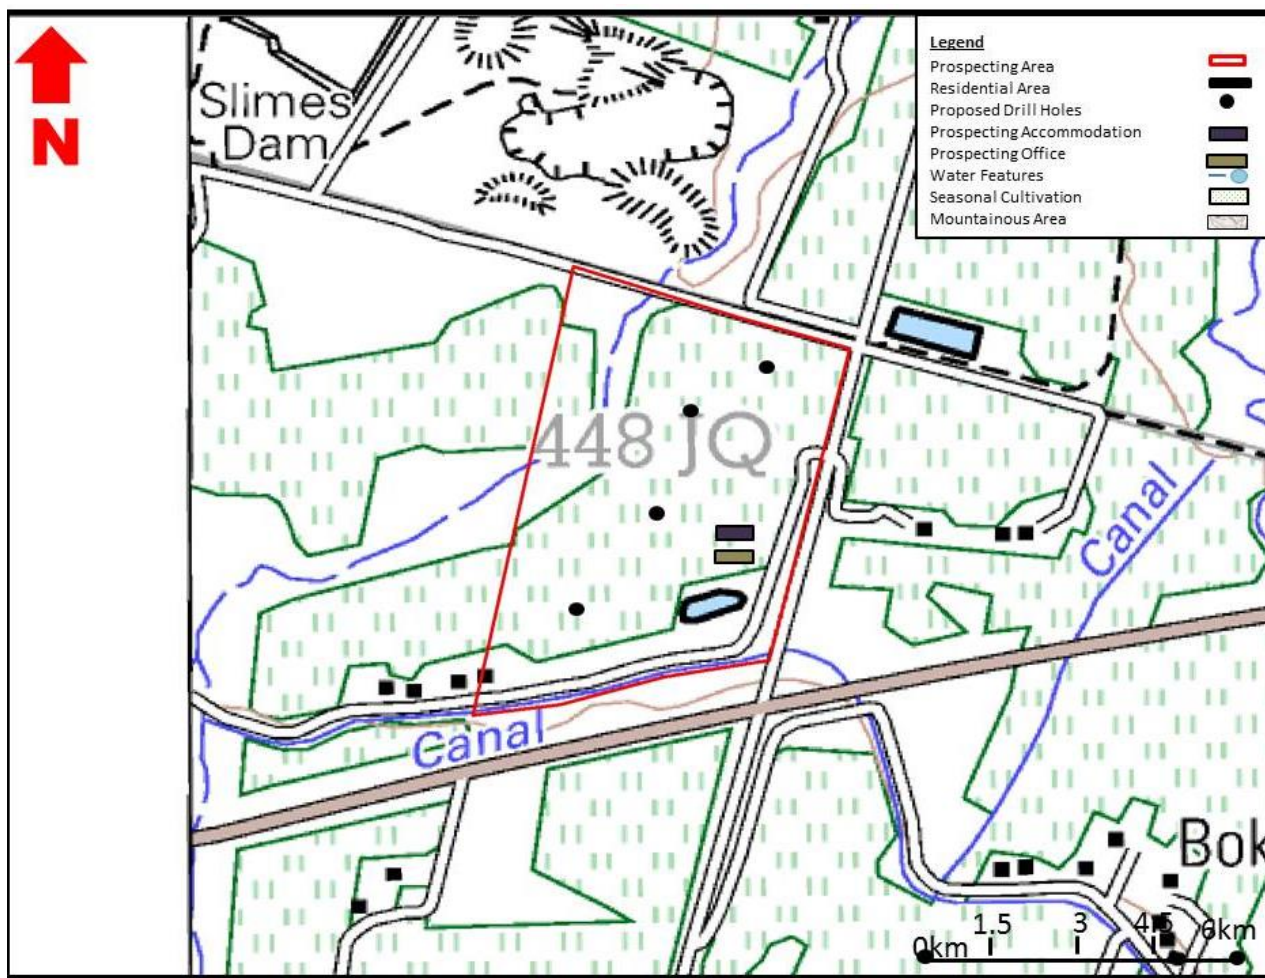 N
Slimes
Dam
Legend
Prospecting Area
Residential Area
Proposed Drill Holes
Prospecting Accommodation
Prospecting Office
Water Features
Seasonal Cultivation
Mountainous Area
448 JQ
Canal
Canal
Bok
0km 1.5 3 4.5 6km